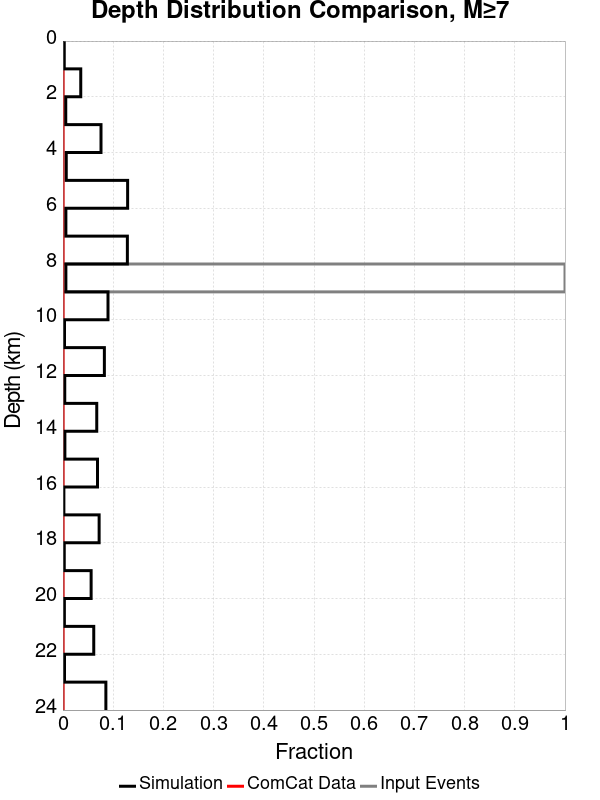 Depth Distribution Comparison, M≥7
0
2
4
6
8
10
12
14
16
18
20
22
24
Depth (km)
0 0.1 0.2 0.3 0.4 0.5 0.6 0.7 0.8 0.9 1
Fraction
Simulation ComCat Data Input Events